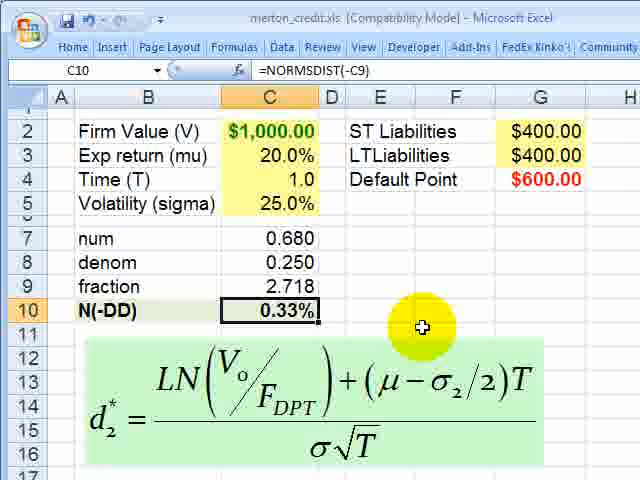 merton_credit.xls [Compatibility Mode] - Microsoft Excel
Home Insert Page Layout Formulas Data Review View Developer Add-Ins FedEx Kinko's Community
C10 fx =NORMSDIST(-C9)
A B C D E F G H
2 Firm Value (V) $1,000.00 ST Liabilities $400.00
3 Exp return (mu) 20.0% LTLiabilities $400.00
4 Time (T) 1.0 Default Point $600.00
5 Volatility (sigma) 25.0%
7 num 0.680
8 denom 0.250
9 fraction 2.718
10 N(-DD) 0.33%
11
12
13
14
15
16
17
d₂* = (LN(V₀/F_DPT) + (μ − σ₂/2)T) / (σ√T)